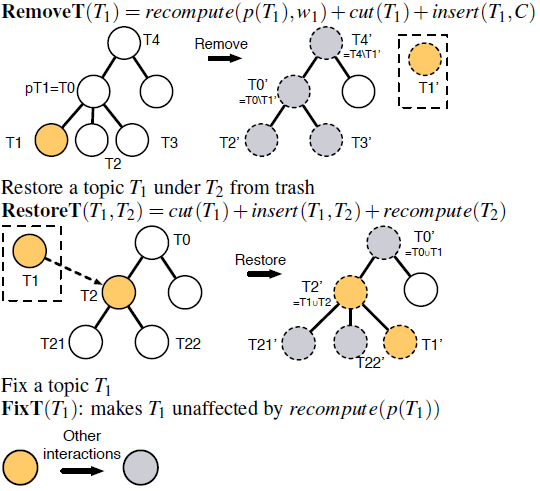 RemoveT(T₁) = recompute(p(T₁),w₁)+cut(T₁)+insert(T₁,C)
T4 Remove T4'
=T4\T1'
pT1=T0 T0'
=T0\T1' T1'
T1 T3 T2' T3'
T2
Restore a topic T₁ under T₂ from trash
RestoreT(T₁,T₂) = cut(T₁)+insert(T₁,T₂)+recompute(T₂)
T0 T0'
=T0∪T1
Restore
T1 T2 T2'
=T1∪T2
T21 T22 T21' T1'
T22'
Fix a topic T₁
FixT(T₁): makes T₁ unaffected by recompute(p(T₁))
Other
interactions